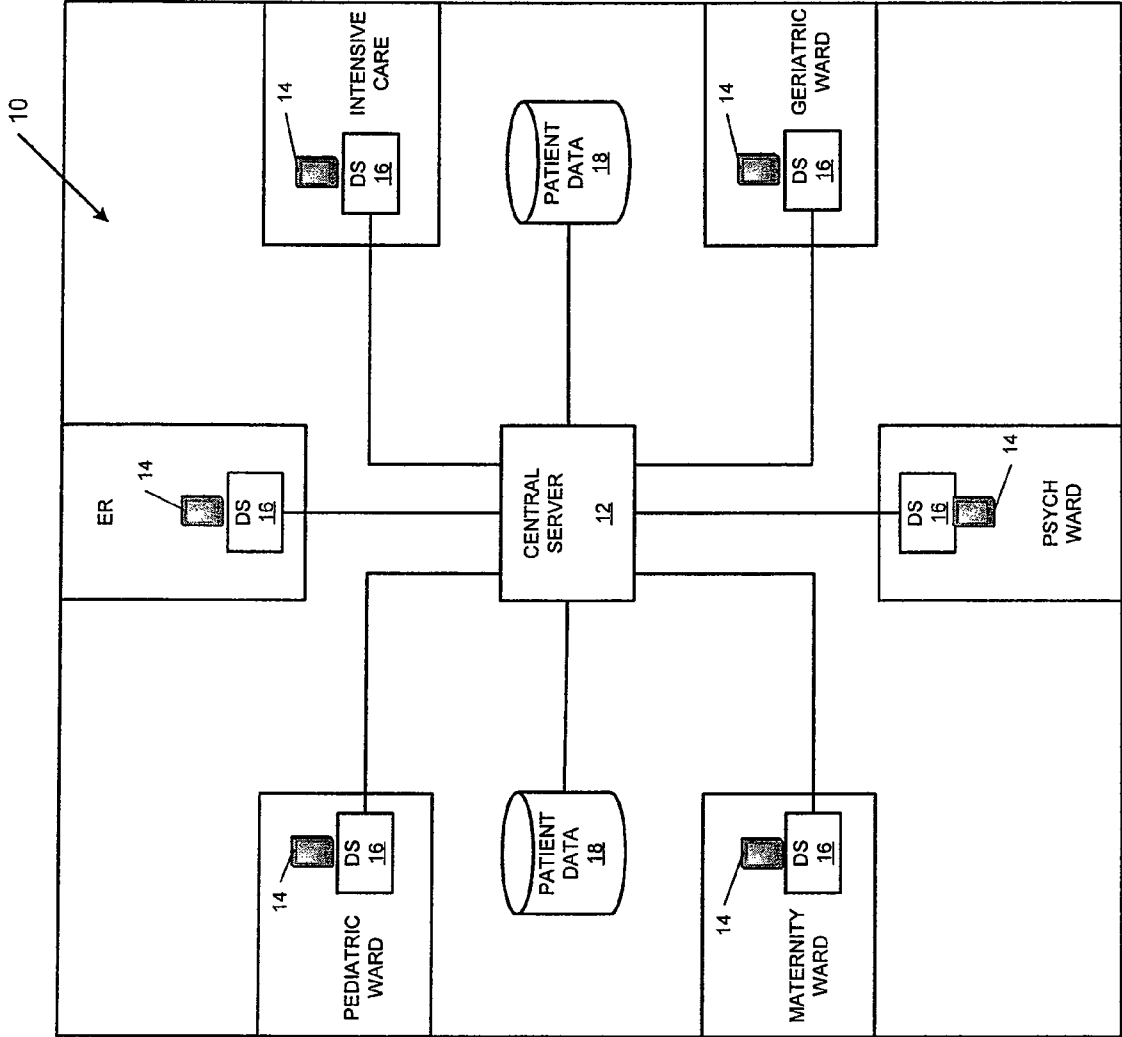 10
ER
14
DS
16
PEDIATRIC
WARD
14
DS
16
INTENSIVE
CARE
14
DS
16
PATIENT
DATA
18
CENTRAL
SERVER
12
PATIENT
DATA
18
MATERNITY
WARD
14
DS
16
PSYCH
WARD
14
DS
16
GERIATRIC
WARD
14
DS
16